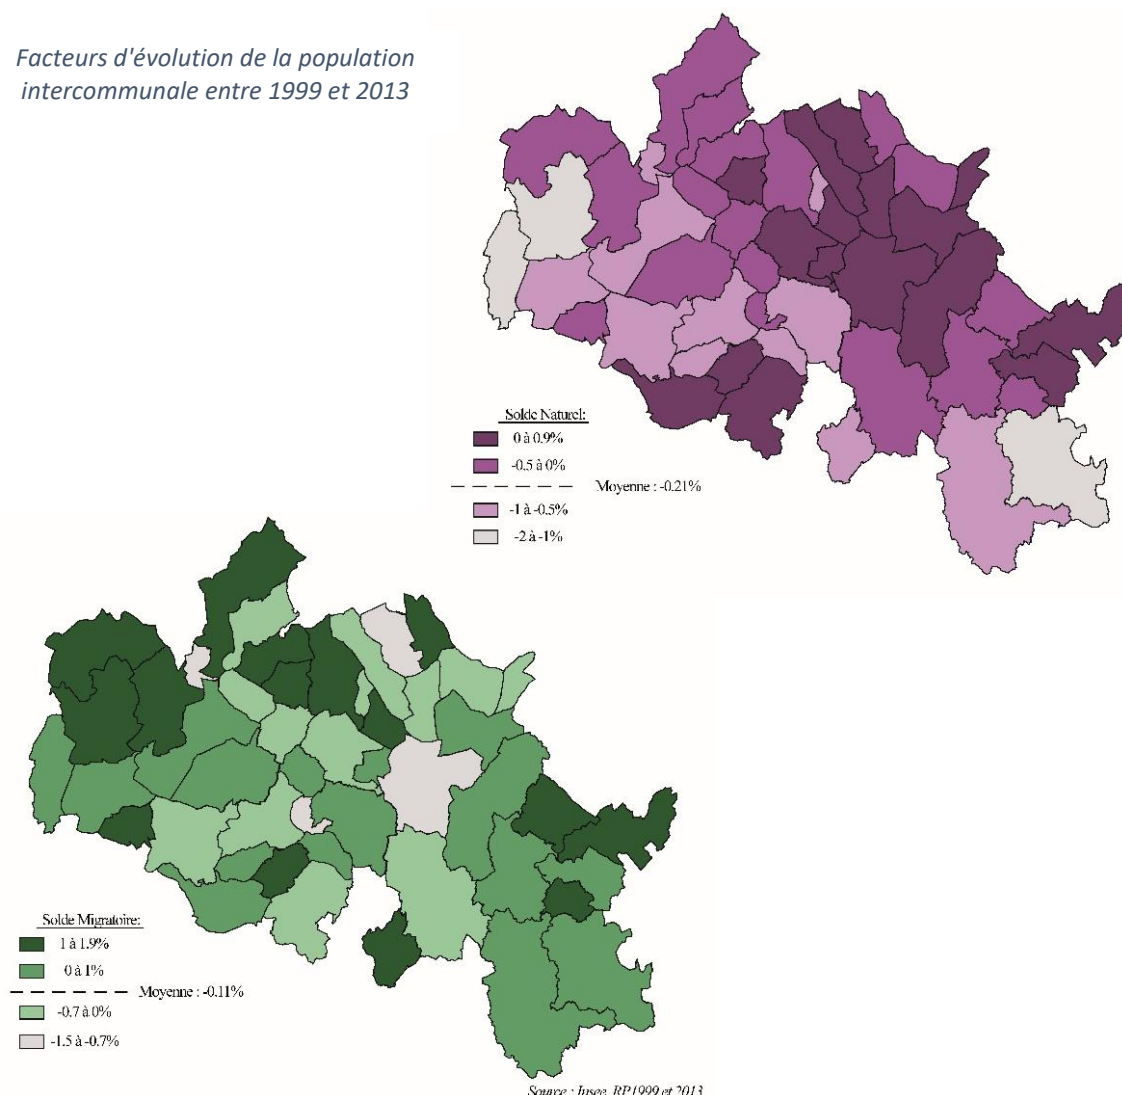 Facteurs d'évolution de la population
intercommunale entre 1999 et 2013
Solde Naturel:
0 à 0.9%
-0.5 à 0%
Moyenne : -0.21%
-1 à -0.5%
-2 à -1%
Solde Migratoire:
1 à 1.9%
0 à 1%
Moyenne : -0.11%
-0.7 à 0%
-1.5 à -0.7%
Source : Insee, RP1999 et 2013